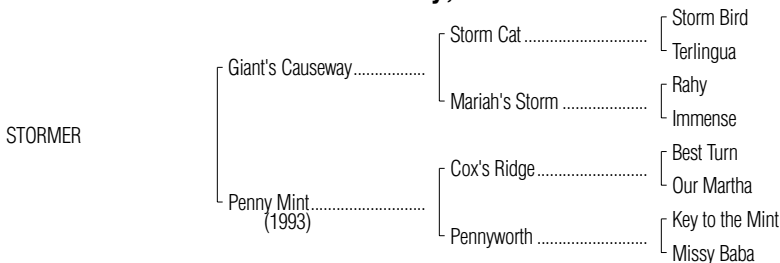 STORMER
Giant's Causeway.................
Penny Mint...........................
(1993)
Storm Cat.............................
Mariah's Storm .....................
Cox's Ridge...........................
Pennyworth ...........................
Storm Bird
Terlingua
Rahy
Immense
Best Turn
Our Martha
Key to the Mint
Missy Baba